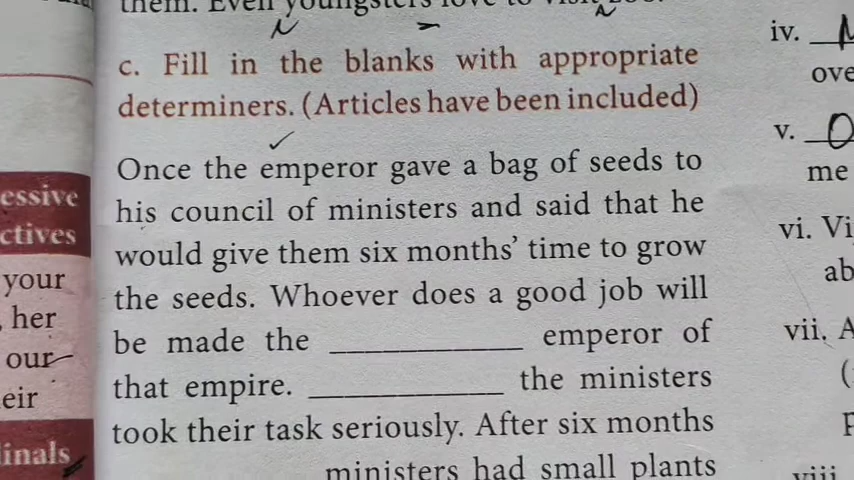 them. Even youngsters love to visit zoo.
c. Fill in the blanks with appropriate
determiners. (Articles have been included)
Once the emperor gave a bag of seeds to
his council of ministers and said that he
would give them six months' time to grow
the seeds. Whoever does a good job will
be made the ____________ emperor of
that empire. ____________ the ministers
took their task seriously. After six months
ministers had small plants
essive
ctives
your
, her
our
eir
linals
iv.
ove
v. O
me
vi. Vi
ab
vii. A
(
F
viii